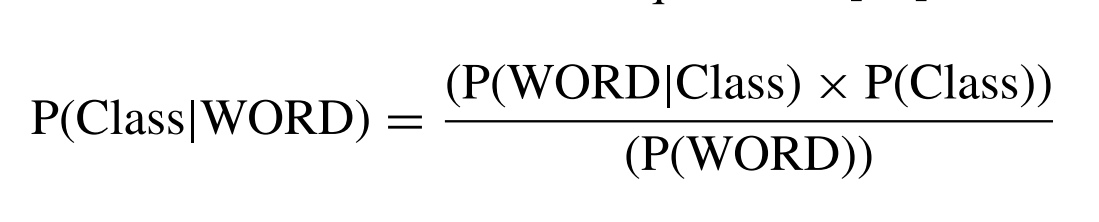 P(Class|WORD) = (P(WORD|Class) × P(Class))
(P(WORD))